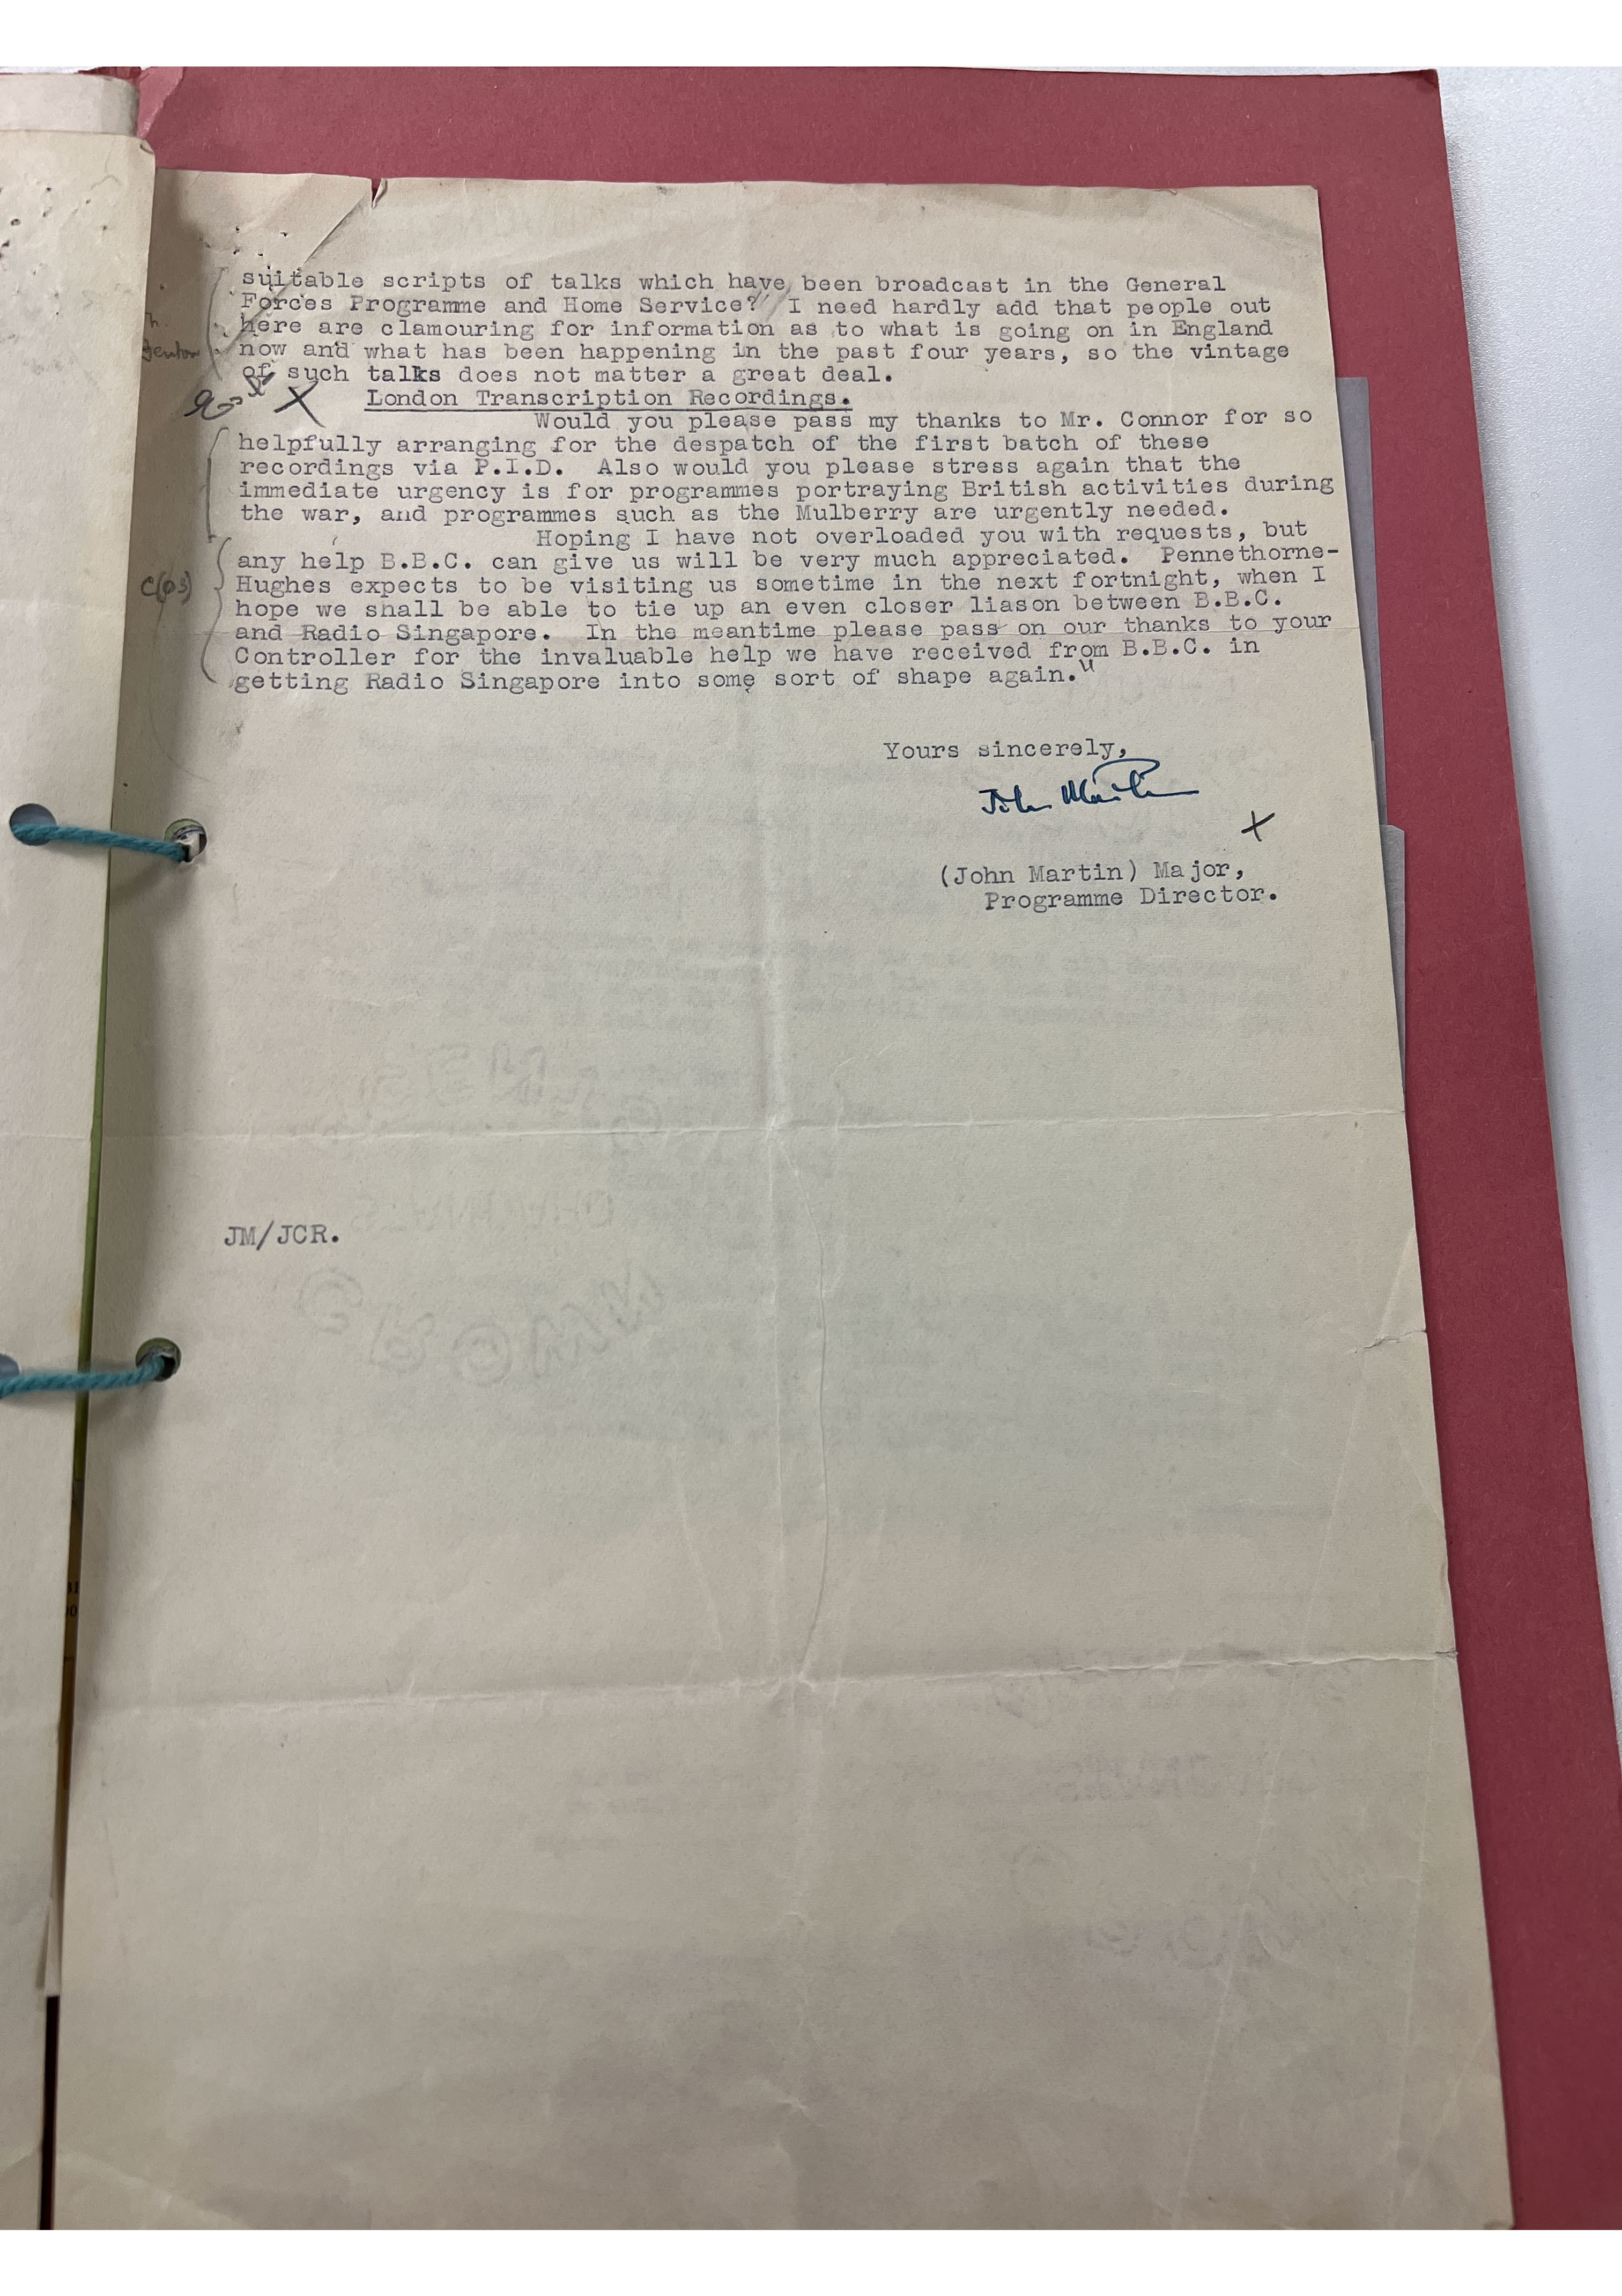 suitable scripts of talks which have been broadcast in the General
Forces Programme and Home Service?" I need hardly add that people out
here are clamouring for information as to what is going on in England
now and what has been happening in the past four years, so the vintage
of such talks does not matter a great deal.
London Transcription Recordings.
Would you please pass my thanks to Mr. Connor for so
helpfully arranging for the despatch of the first batch of these
recordings via P.I.D. Also would you please stress again that the
immediate urgency is for programmes portraying British activities during
the war, and programmes such as the Mulberry are urgently needed.
Hoping I have not overloaded you with requests, but
any help B.B.C. can give us will be very much appreciated. Pennethorne-
C(OS)
Hughes expects to be visiting us sometime in the next fortnight, when I
hope we shall be able to tie up an even closer liason between B.B.C.
and Radio Singapore. In the meantime please pass on our thanks to your
Controller for the invaluable help we have received from B.B.C. in
getting Radio Singapore into some sort of shape again."
Yours sincerely,
John Martin
X
(John Martin) Major,
Programme Director.
JM/JCR.